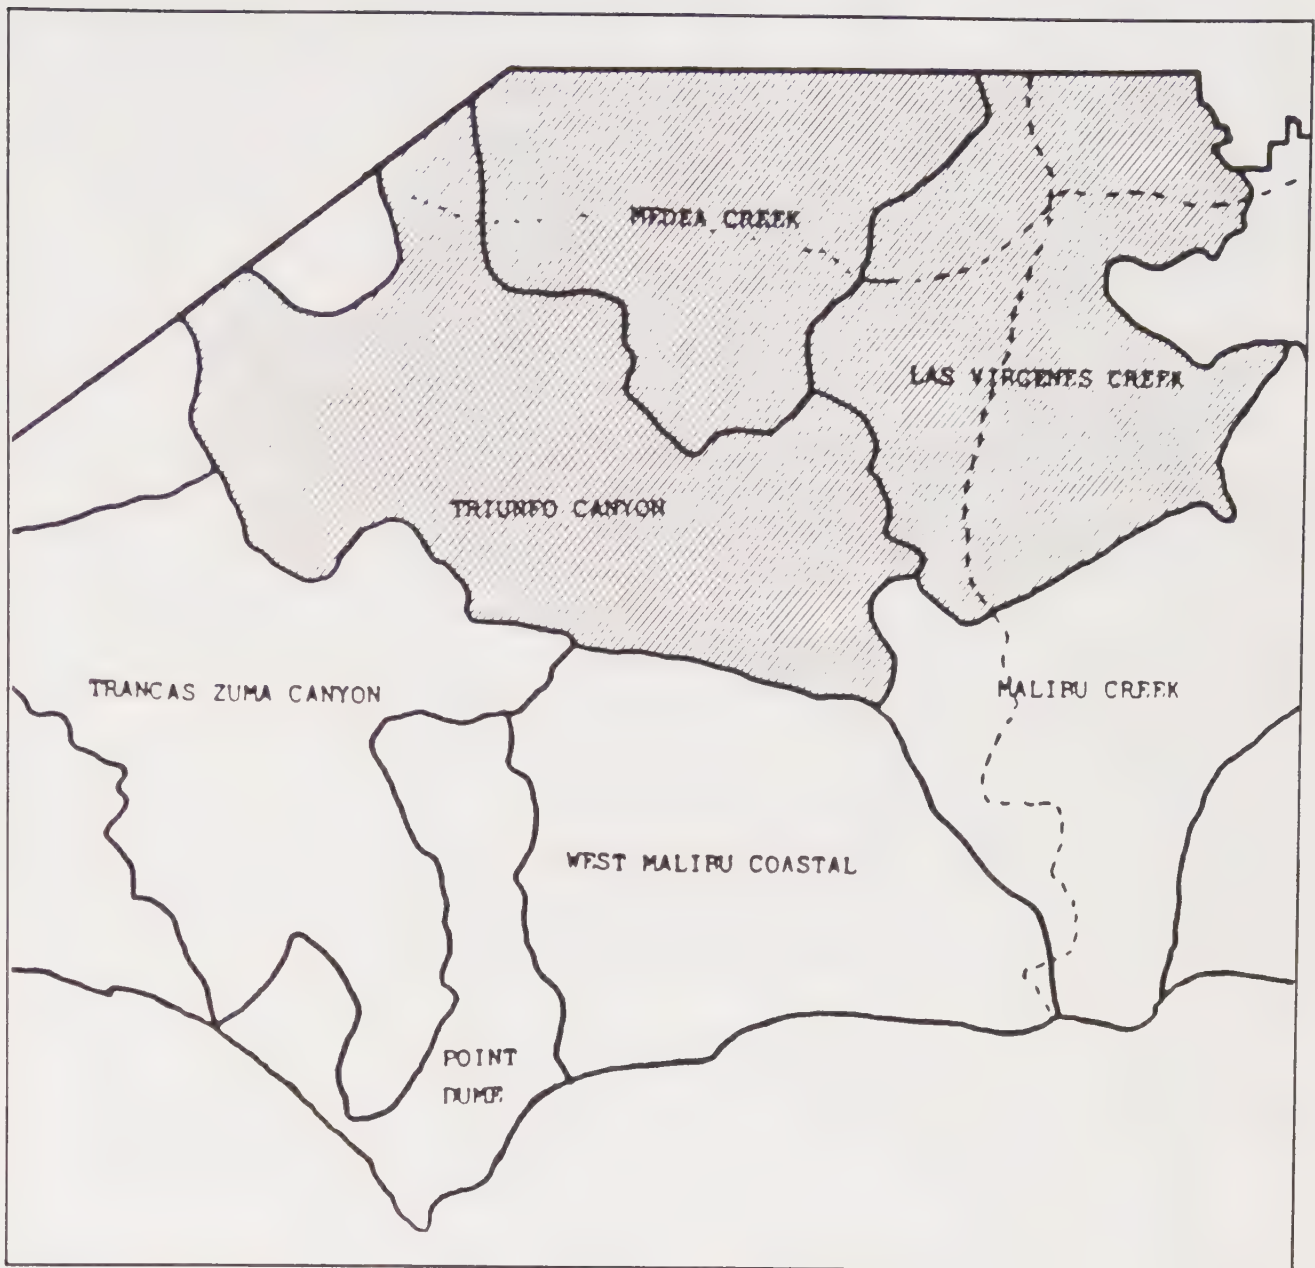 MEDEA CREEK
LAS VIRGENES CREEK
TRIUNFO CANYON
TRANCAS ZUMA CANYON
MALIBU CREEK
WEST MALIBU COASTAL
POINT
DUME